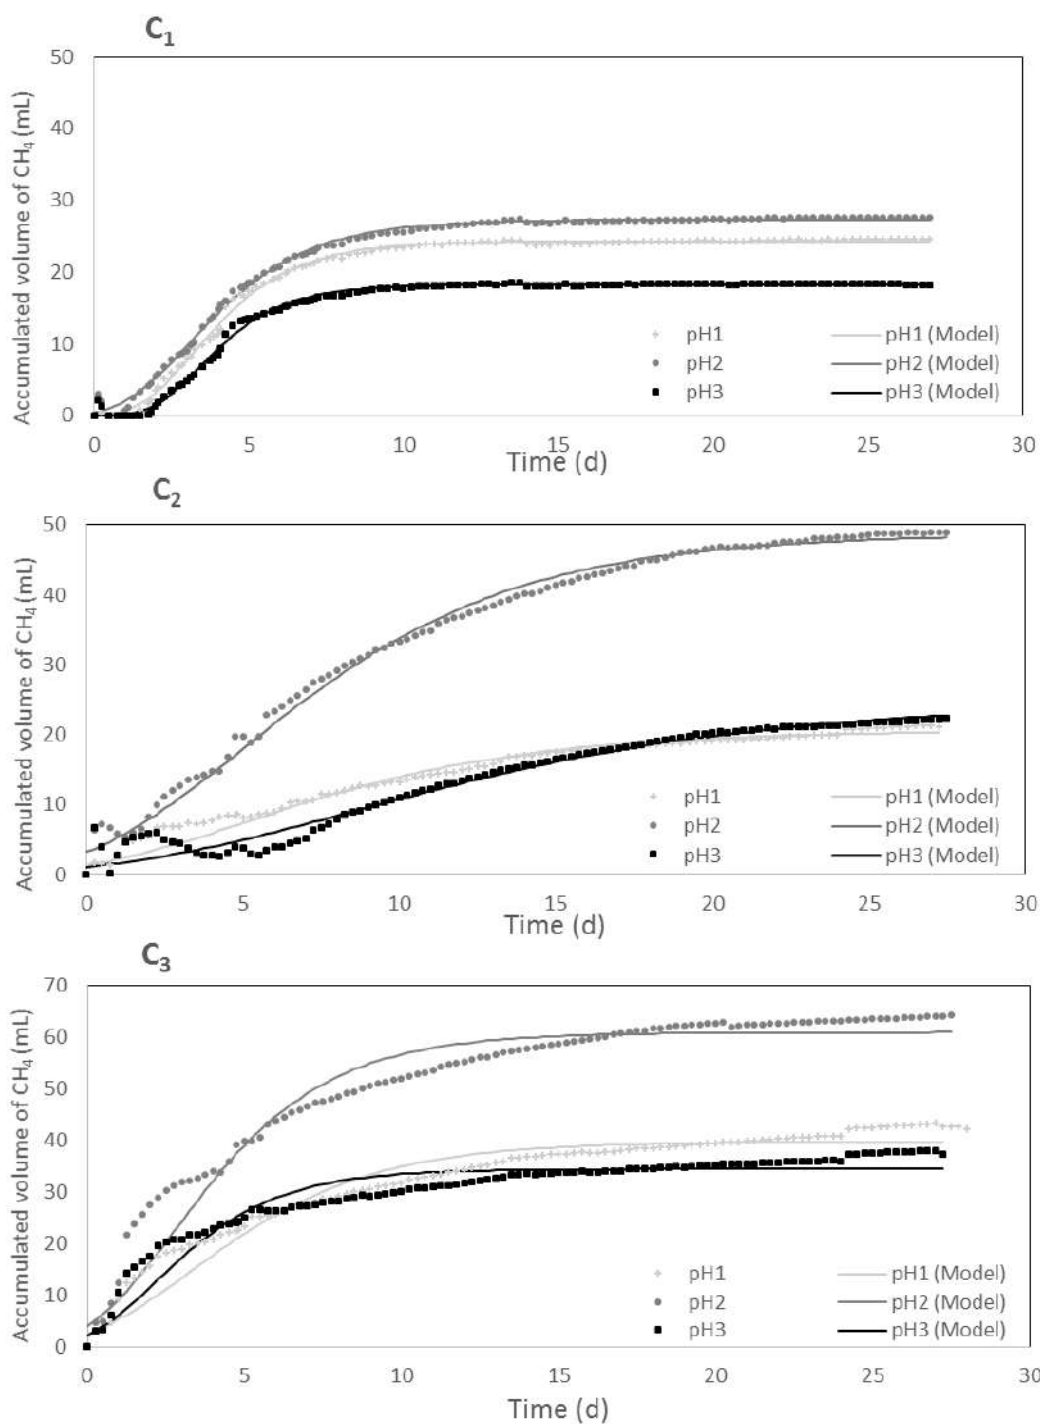 C₁
Accumulated volume of CH₄ (mL)
50
40
30
20
10
0
pH1 pH1 (Model)
pH2 pH2 (Model)
pH3 pH3 (Model)
0 5 10 15 20 25 30
Time (d)
C₂
Accumulated volume of CH₄ (mL)
50
40
30
20
10
0
pH1 pH1 (Model)
pH2 pH2 (Model)
pH3 pH3 (Model)
0 5 10 15 20 25 30
Time (d)
C₃
Accumulated volume of CH₄ (mL)
70
60
50
40
30
20
10
0
pH1 pH1 (Model)
pH2 pH2 (Model)
pH3 pH3 (Model)
0 5 10 15 20 25 30
Time (d)